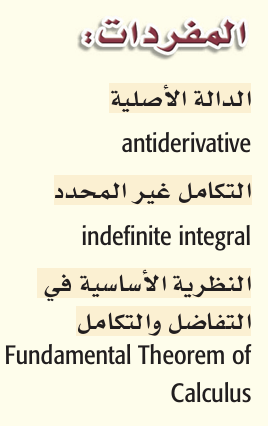 المفردات:
الدالة الأصلية
antiderivative
التكامل غير المحدد
indefinite integral
النظرية الأساسية في
التفاضل والتكامل
Fundamental Theorem of
Calculus